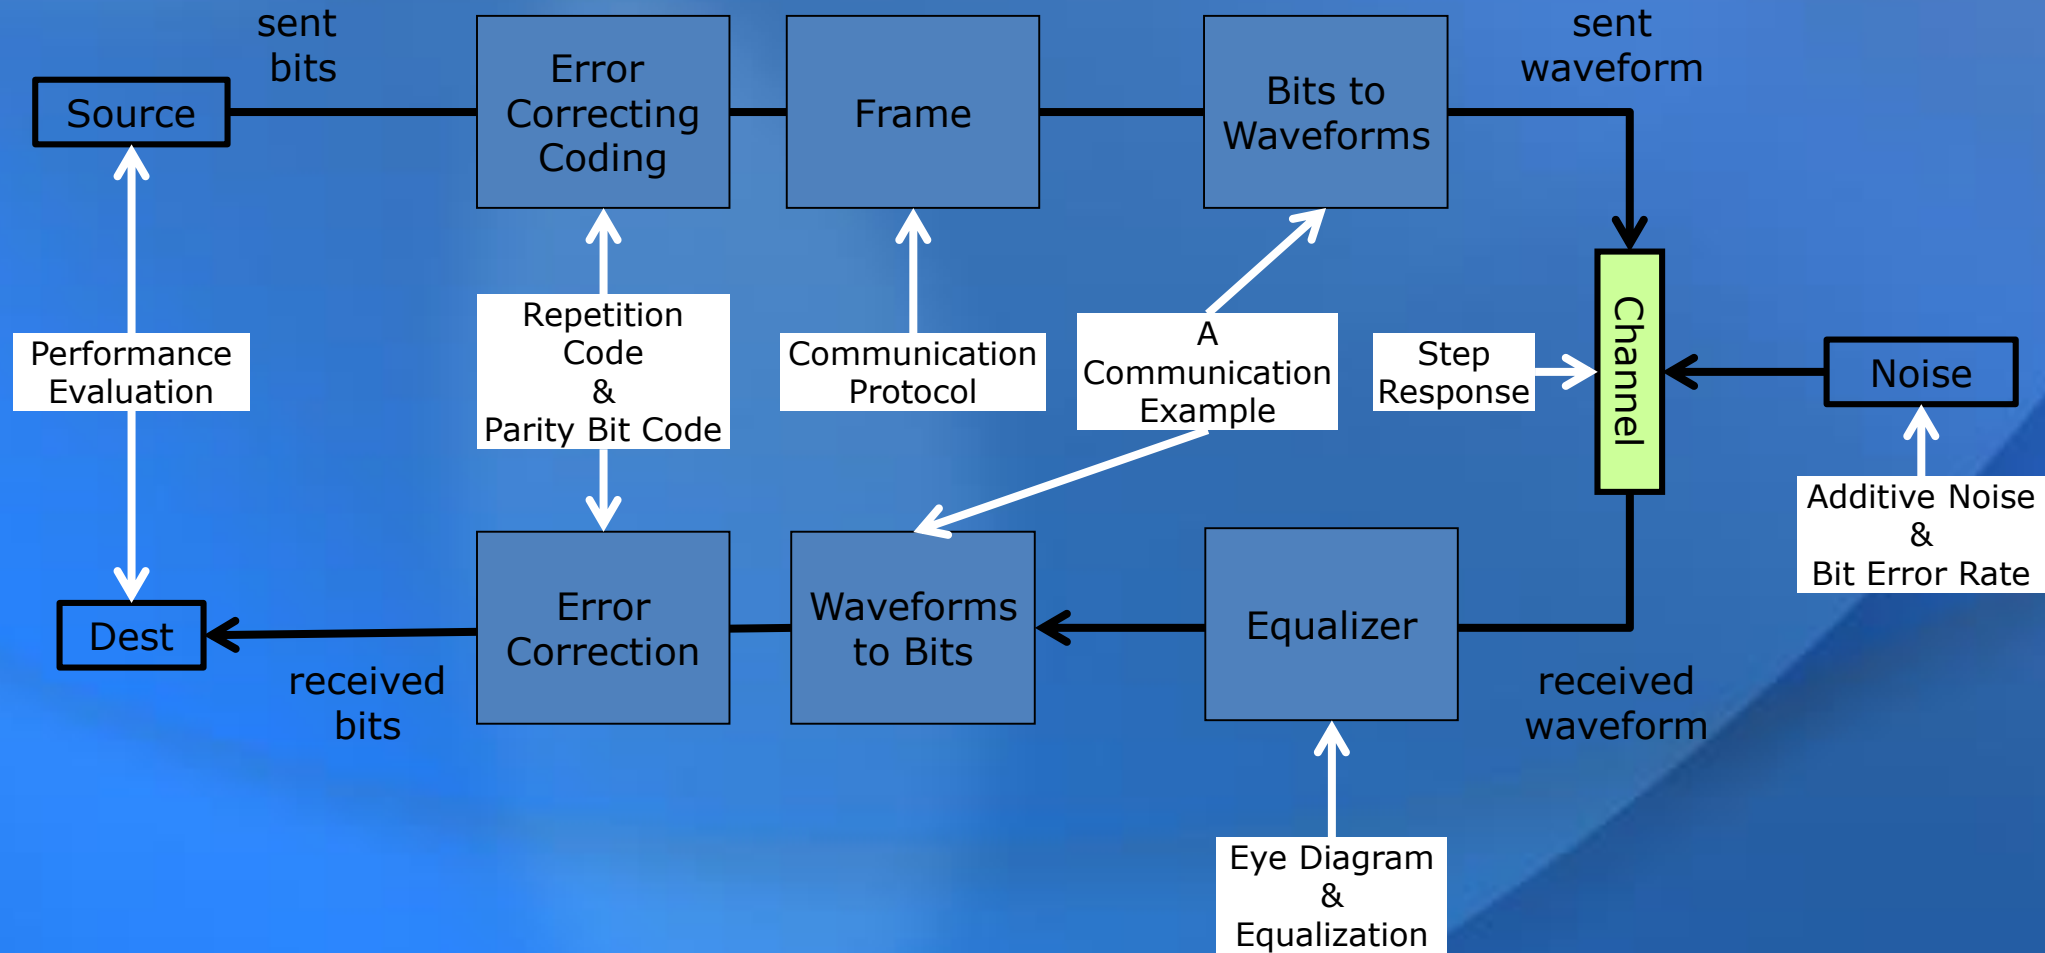 sent
bits
Source
Error
Correcting
Coding
Frame
Bits to
Waveforms
sent
waveform
Performance
Evaluation
Repetition
Code
&
Parity Bit Code
Communication
Protocol
A
Communication
Example
Step
Response
Channel
Noise
Additive Noise
&
Bit Error Rate
Dest
received
bits
Error
Correction
Waveforms
to Bits
Equalizer
received
waveform
Eye Diagram
&
Equalization